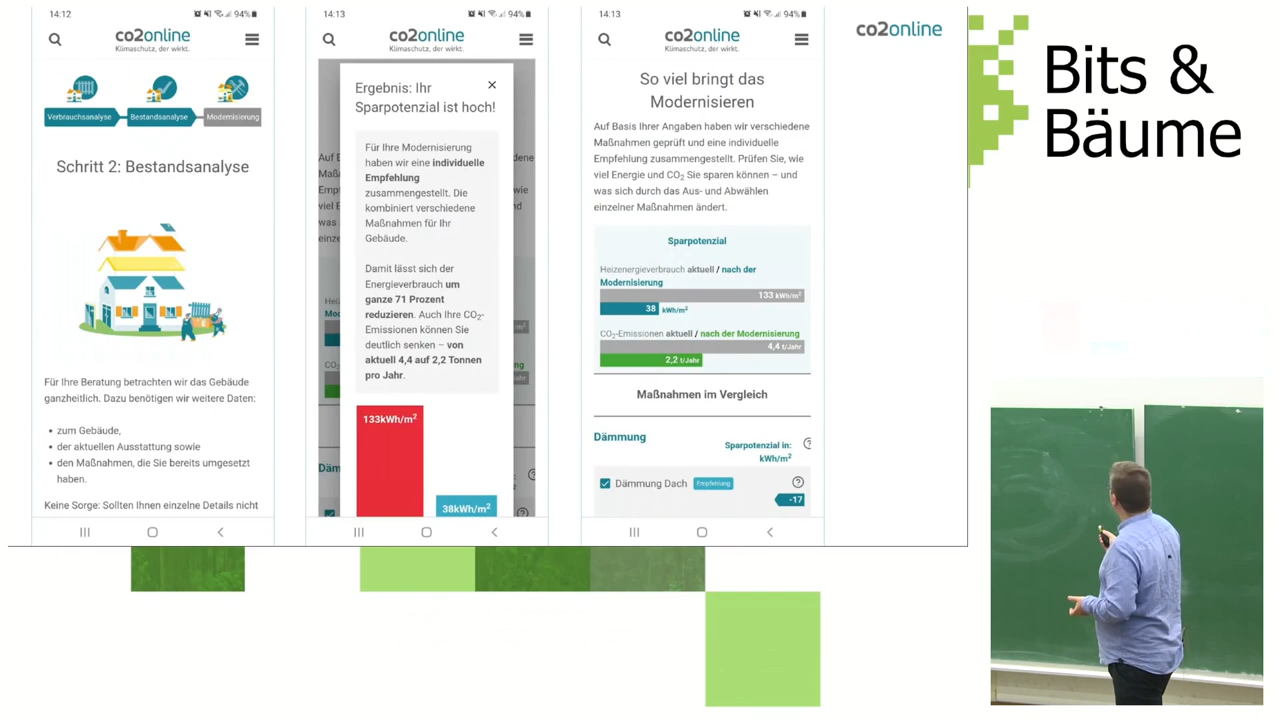 14:12
94%
co2online
Klimaschutz, der wirkt.
Verbrauchsanalyse
Bestandsanalyse
Modernisierung
Schritt 2: Bestandsanalyse
Für Ihre Beratung betrachten wir das Gebäude
ganzheitlich. Dazu benötigen wir weitere Daten:
• zum Gebäude,
• der aktuellen Ausstattung sowie
• den Maßnahmen, die Sie bereits umgesetzt
haben.
Keine Sorge: Sollten Ihnen einzelne Details nicht
14:13
94%
co2online
Klimaschutz, der wirkt.
Ergebnis: Ihr
Sparpotenzial ist hoch!
Für Ihre Modernisierung
haben wir eine individuelle
Empfehlung
zusammengestellt. Die
kombiniert verschiedene
Maßnahmen für Ihr
Gebäude.
Damit lässt sich der
Energieverbrauch um
ganze 71 Prozent
reduzieren. Auch Ihre CO₂-
Emissionen können Sie
deutlich senken – von
aktuell 4,4 auf 2,2 Tonnen
pro Jahr.
133kWh/m²
38kWh/m²
14:13
94%
co2online
Klimaschutz, der wirkt.
So viel bringt das
Modernisieren
Auf Basis Ihrer Angaben haben wir verschiedene
Maßnahmen geprüft und eine individuelle
Empfehlung zusammengestellt. Prüfen Sie, wie
viel Energie und CO₂ Sie sparen können – und
was sich durch das Aus- und Abwählen
einzelner Maßnahmen ändert.
Sparpotenzial
Heizenergieverbrauch aktuell / nach der
Modernisierung
133 kWh/m²
38 kWh/m²
CO₂-Emissionen aktuell / nach der Modernisierung
4,4 t/Jahr
2,2 t/Jahr
Maßnahmen im Vergleich
Dämmung
Sparpotenzial in:
kWh/m²
Dämmung Dach Empfehlung
-17
co2online
Bits &
Bäume